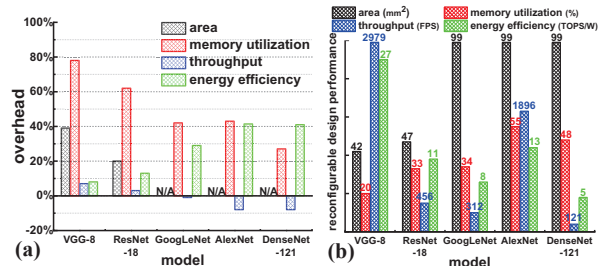 100%
80%
60%
40%
20%
0%
-20%
overhead
area
memory utilization
throughput
energy efficiency
N/A N/A N/A
VGG-8 ResNet GoogLeNet AlexNet DenseNet
-18 -121
model
(a)
area (mm²) memory utilization (%)
throughput (FPS) energy efficiency (TOPS/W)
reconfigurable design performance
42 20 2979 27
47 33 456 11
99 34 312 8
99 55 1896 13
99 48 121 5
VGG-8 ResNet GoogLeNet AlexNet DenseNet
-18 -121
model
(b)